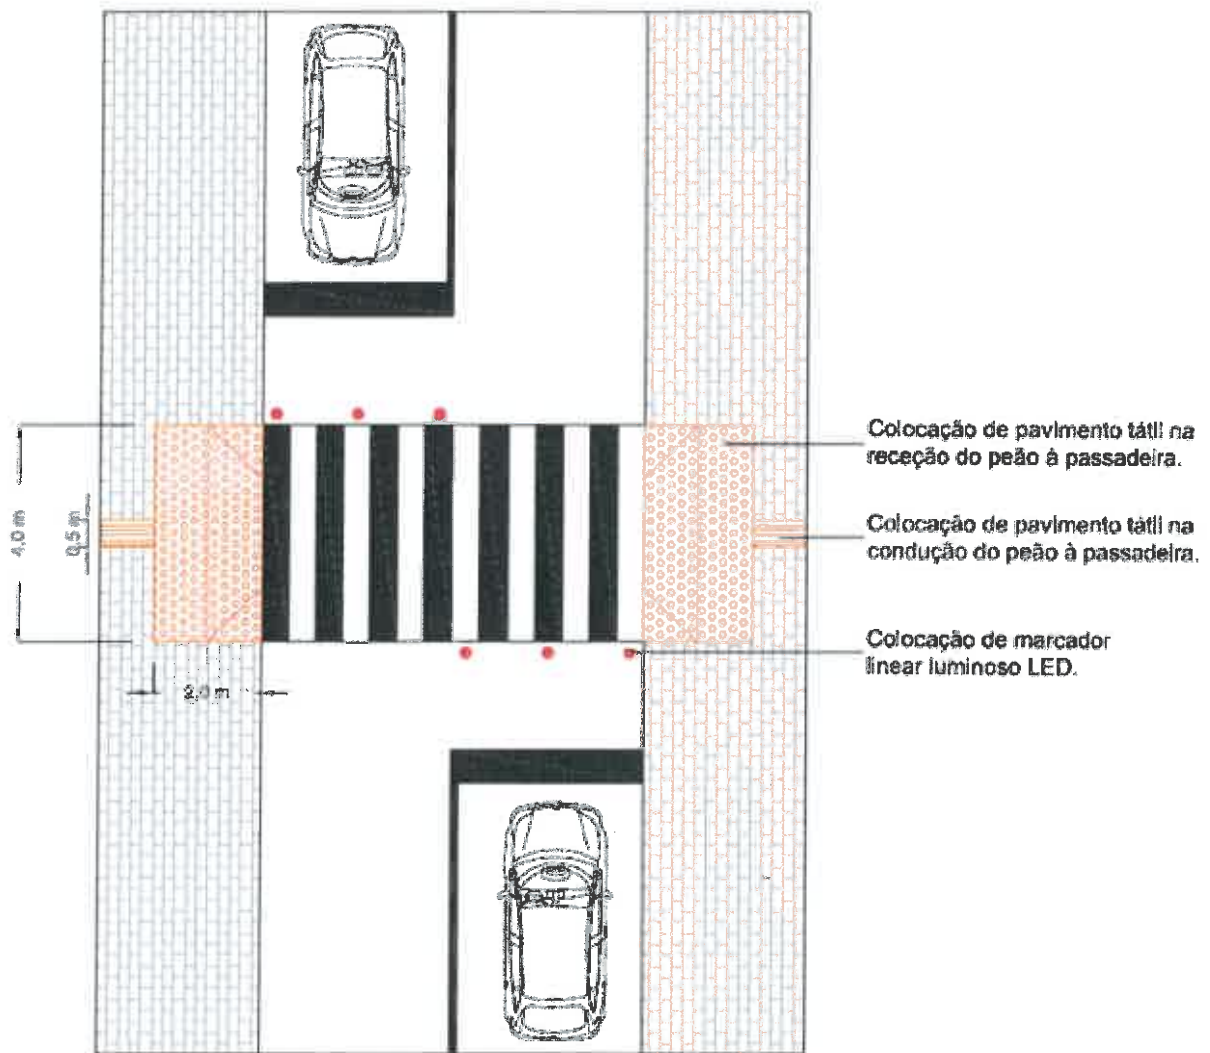 Colocação de pavimento tátil na
receção do peão à passadeira.
Colocação de pavimento tátil na
condução do peão à passadeira.
Colocação de marcador
linear luminoso LED.
4,0 m
0,5 m
2,0 m